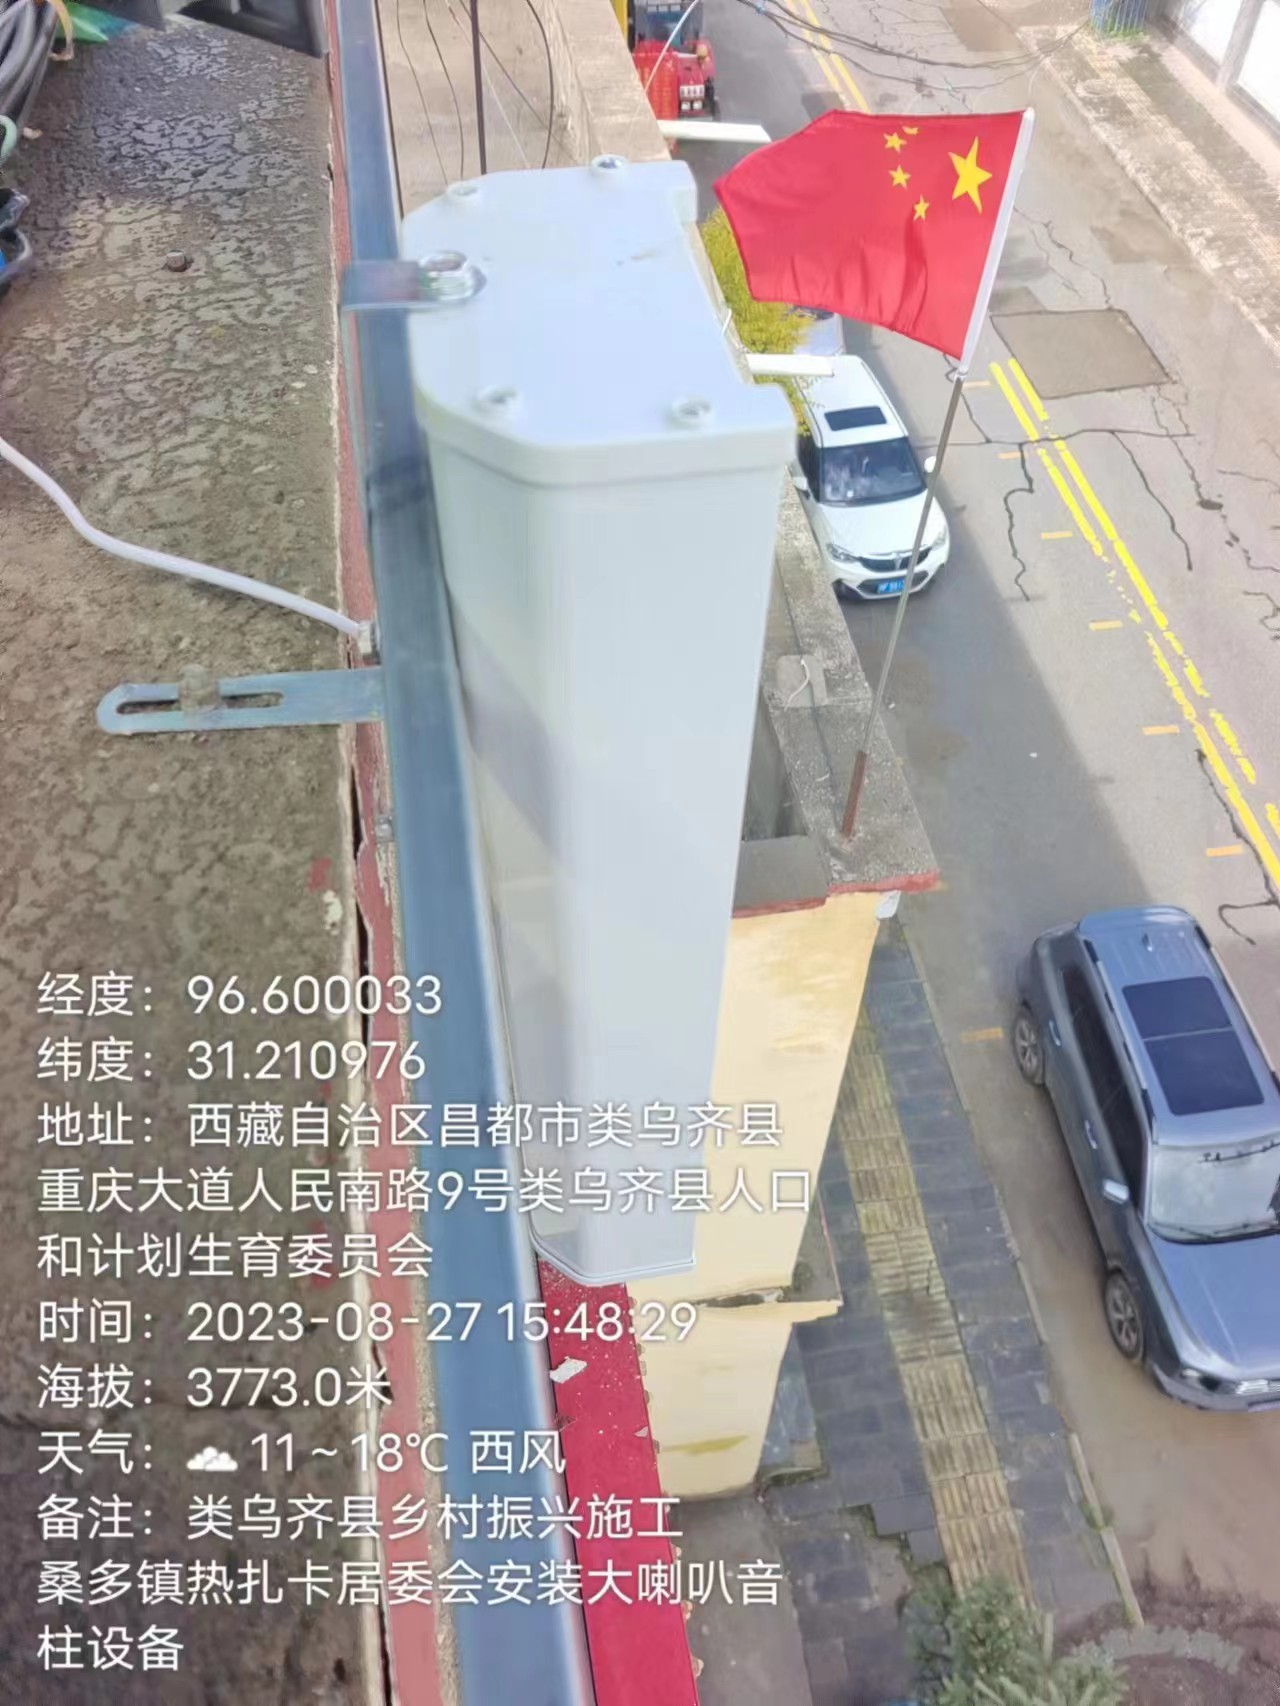 经度：96.600033
纬度：31.210976
地址：西藏自治区昌都市类乌齐县
重庆大道人民南路9号类乌齐县人口
和计划生育委员会
时间：2023-08-27 15:48:29
海拔：3773.0米
天气：☁ 11～18℃ 西风
备注：类乌齐县乡村振兴施工
桑多镇热扎卡居委会安装大喇叭音
柱设备